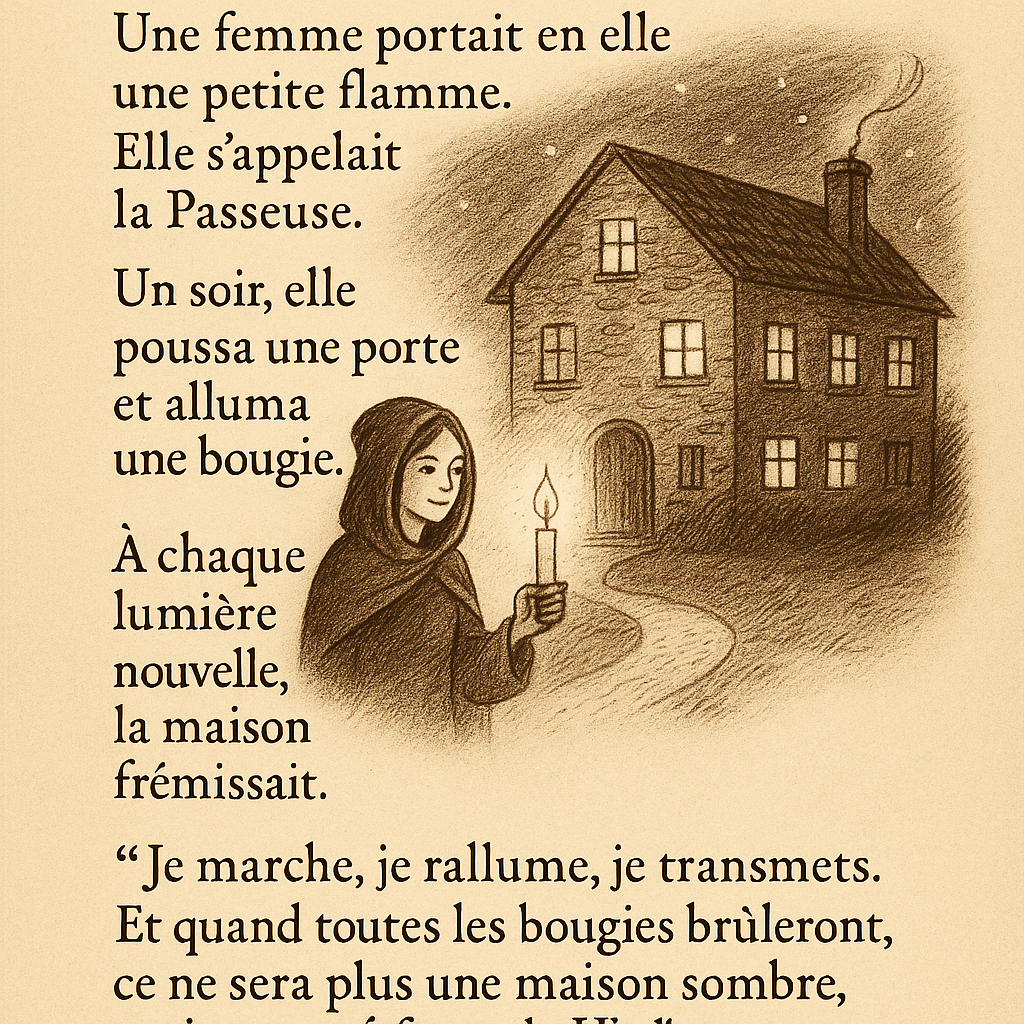 Une femme portait en elle
une petite flamme.
Elle s’appelait
la Passeuse.
Un soir, elle
poussa une porte
et alluma
une bougie.
À chaque
lumière
nouvelle,
la maison
frémissait.
“Je marche, je rallume, je transmets.
Et quand toutes les bougies brùleront,
ce ne sera plus une maison sombre,